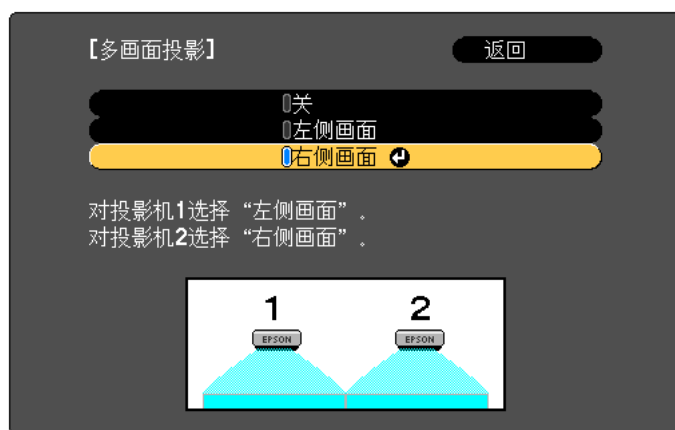 【多画面投影】
返回
关
左侧画面
右侧画面
对投影机1选择“左侧画面”。
对投影机2选择“右侧画面”。
1 2
EPSON EPSON